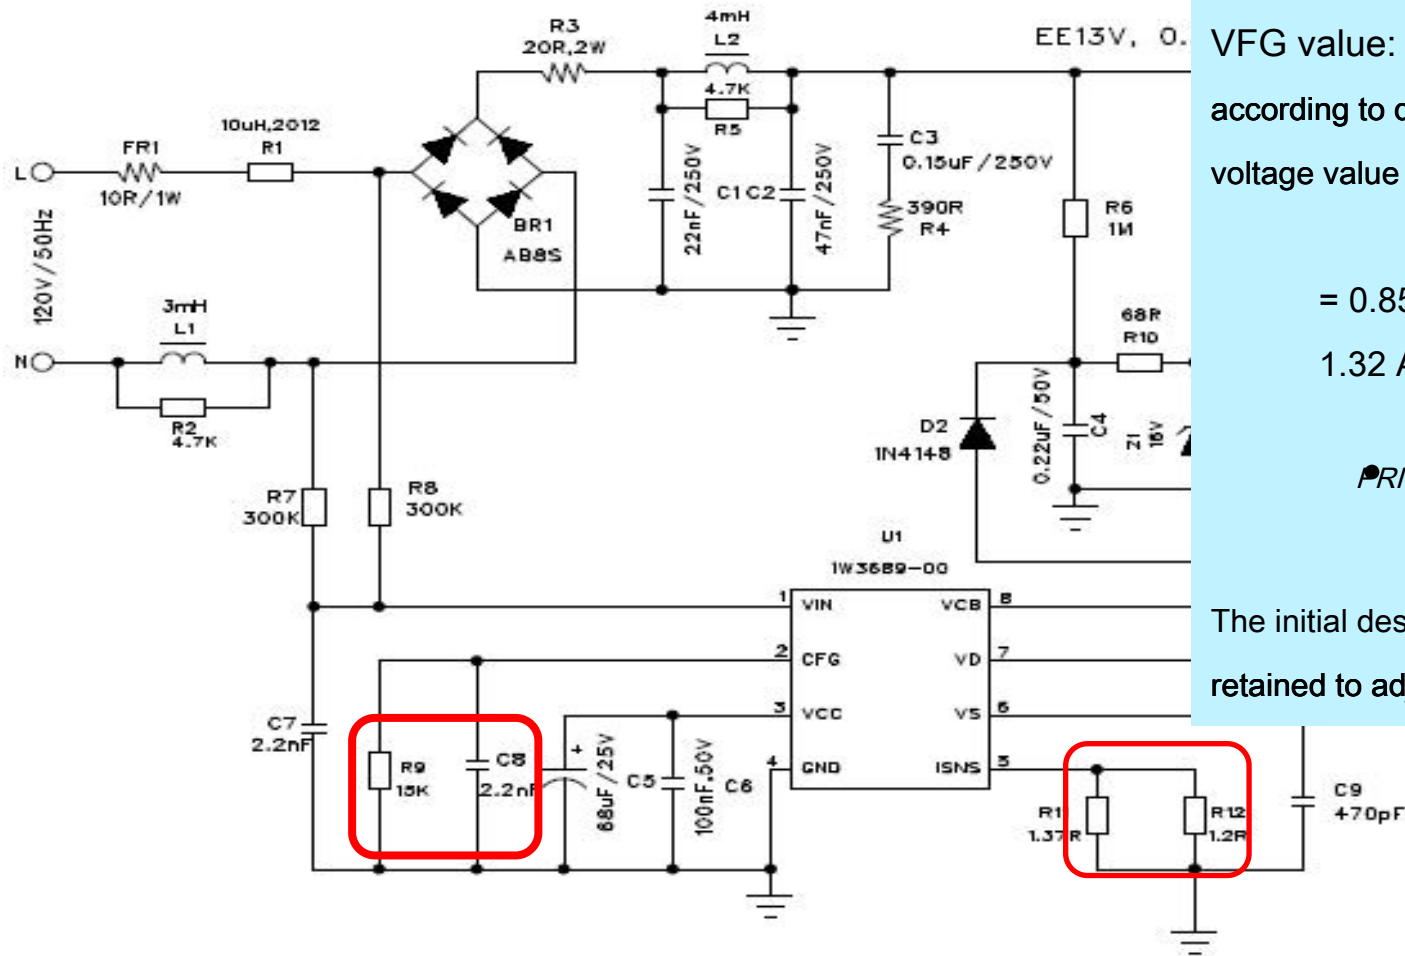 4mH
L2
R3
20R,2W
EE13V, 0.
VFG value:
4.7K
R5
according to
10uH,2012
R1
FR1
C3
0.15uF/250V
L
10R/1W
22nF/250V
C1
C2
47nF/250V
390R
R4
R6
1M
voltage value
BR1
AB8S
120V/50Hz
3mH
L1
68R
R10
= 0.85
1.32
N
R2
4.7K
D2
1N4148
0.22uF/50V
C4
Z1
16V
R7
300K
R8
300K
U1
1W3689-00
1
VIN
VCB
8
The initial des
2
CFG
VD
7
retained to ad
3
VCC
VS
6
4
GND
ISNS
5
C7
2.2nF
R9
15K
C8
2.2nF
+
68uF/25V
C5
100nF,50V
C6
R11
1.37R
R12
1.2R
C9
470pF